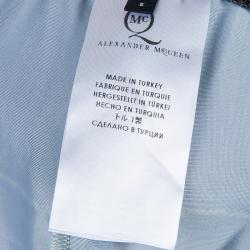 S
McQ
ALEXANDER McQUEEN
MADE IN TURKEY
FABRIQUE EN TURQUIE
HERGESTELLT IN TÜRKEI
HECHO EN TURQUIA
トルコ製
СДЕЛАНО В ТУРЦИИ